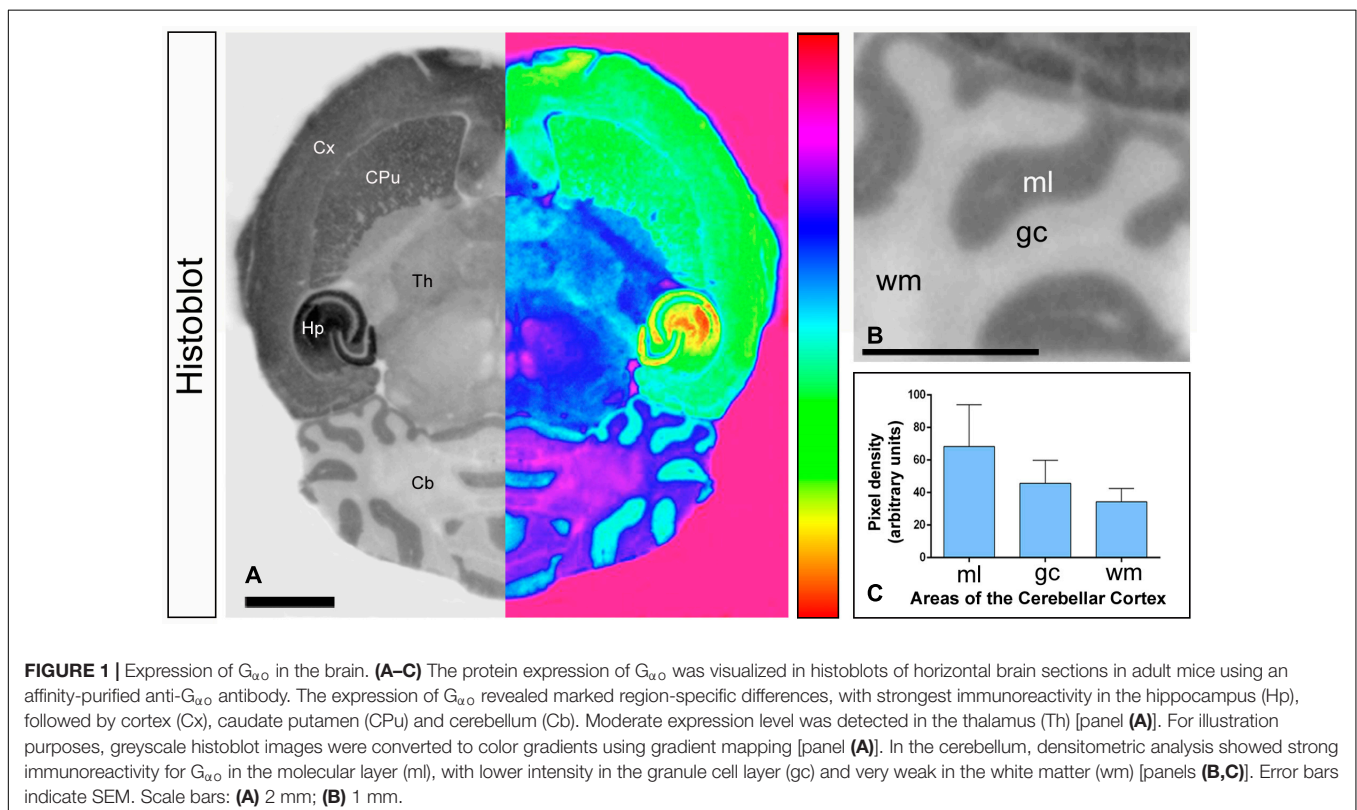 Histoblot
Cx
CPu
Th
Hp
Cb
A
ml
gc
wm
B
Pixel density
(arbitrary units)
100
80
60
40
20
0
ml gc wm
C Areas of the Cerebellar Cortex
FIGURE 1 | Expression of Gαo in the brain. (A–C) The protein expression of Gαo was visualized in histoblots of horizontal brain sections in adult mice using an
affinity-purified anti-Gαo antibody. The expression of Gαo revealed marked region-specific differences, with strongest immunoreactivity in the hippocampus (Hp),
followed by cortex (Cx), caudate putamen (CPu) and cerebellum (Cb). Moderate expression level was detected in the thalamus (Th) [panel (A)]. For illustration
purposes, greyscale histoblot images were converted to color gradients using gradient mapping [panel (A)]. In the cerebellum, densitometric analysis showed strong
immunoreactivity for Gαo in the molecular layer (ml), with lower intensity in the granule cell layer (gc) and very weak in the white matter (wm) [panels (B,C)]. Error bars
indicate SEM. Scale bars: (A) 2 mm; (B) 1 mm.